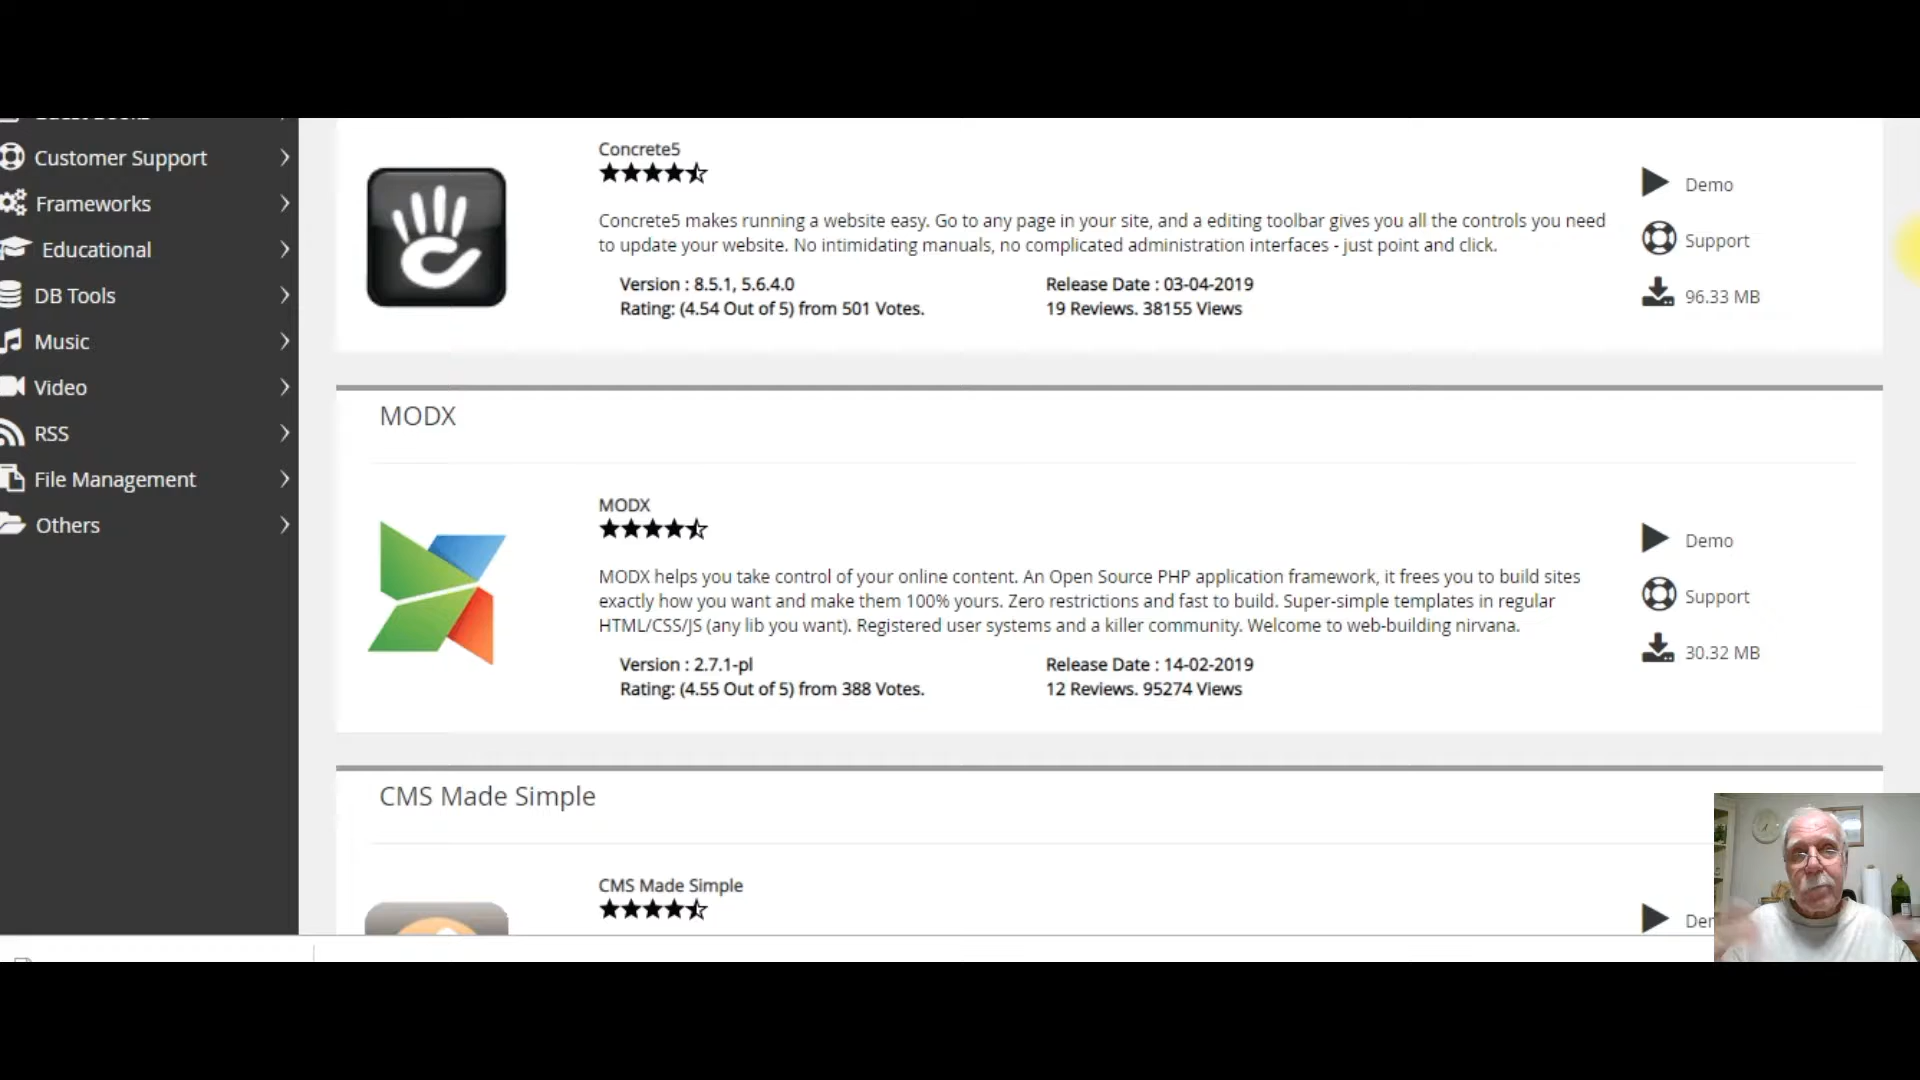 Customer Support
Frameworks
Educational
DB Tools
Music
Video
RSS
File Management
Others
Concrete5
Concrete5 makes running a website easy. Go to any page in your site, and a editing toolbar gives you all the controls you need
to update your website. No intimidating manuals, no complicated administration interfaces - just point and click.
Version : 8.5.1, 5.6.4.0
Release Date : 03-04-2019
Rating: (4.54 Out of 5) from 501 Votes.
19 Reviews. 38155 Views
Demo
Support
96.33 MB
MODX
MODX
MODX helps you take control of your online content. An Open Source PHP application framework, it frees you to build sites
exactly how you want and make them 100% yours. Zero restrictions and fast to build. Super-simple templates in regular
HTML/CSS/JS (any lib you want). Registered user systems and a killer community. Welcome to web-building nirvana.
Version : 2.7.1-pl
Release Date : 14-02-2019
Rating: (4.55 Out of 5) from 388 Votes.
12 Reviews. 95274 Views
Demo
Support
30.32 MB
CMS Made Simple
CMS Made Simple